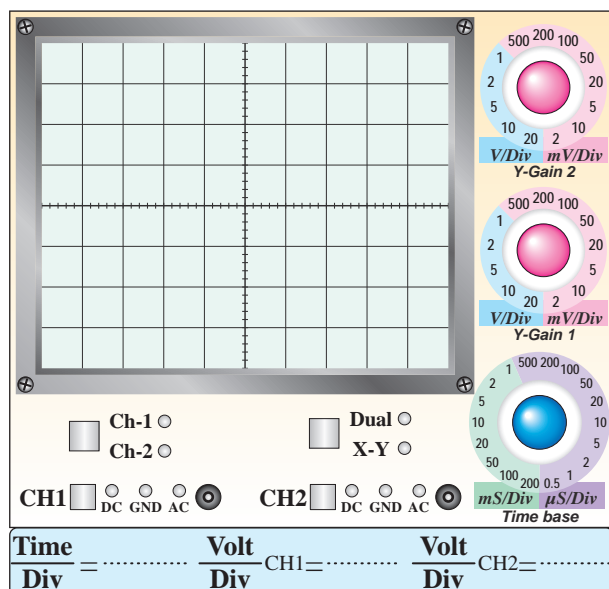 500 200 100
1 50
2 20
5 5
10 10
20 2
V/Div mV/Div
Y-Gain 2
500 200 100
1 50
2 20
5 5
10 10
20 2
V/Div mV/Div
Y-Gain 1
1 500 200 100
2 50
5 20
10 10
20 5
50 2
100 1
200 0.5
mS/Div µS/Div
Time base
Ch-1
Ch-2
Dual
X-Y
CH1 DC GND AC
CH2 DC GND AC
Time/Div = ............ Volt/Div CH1= ............ Volt/Div CH2= ............